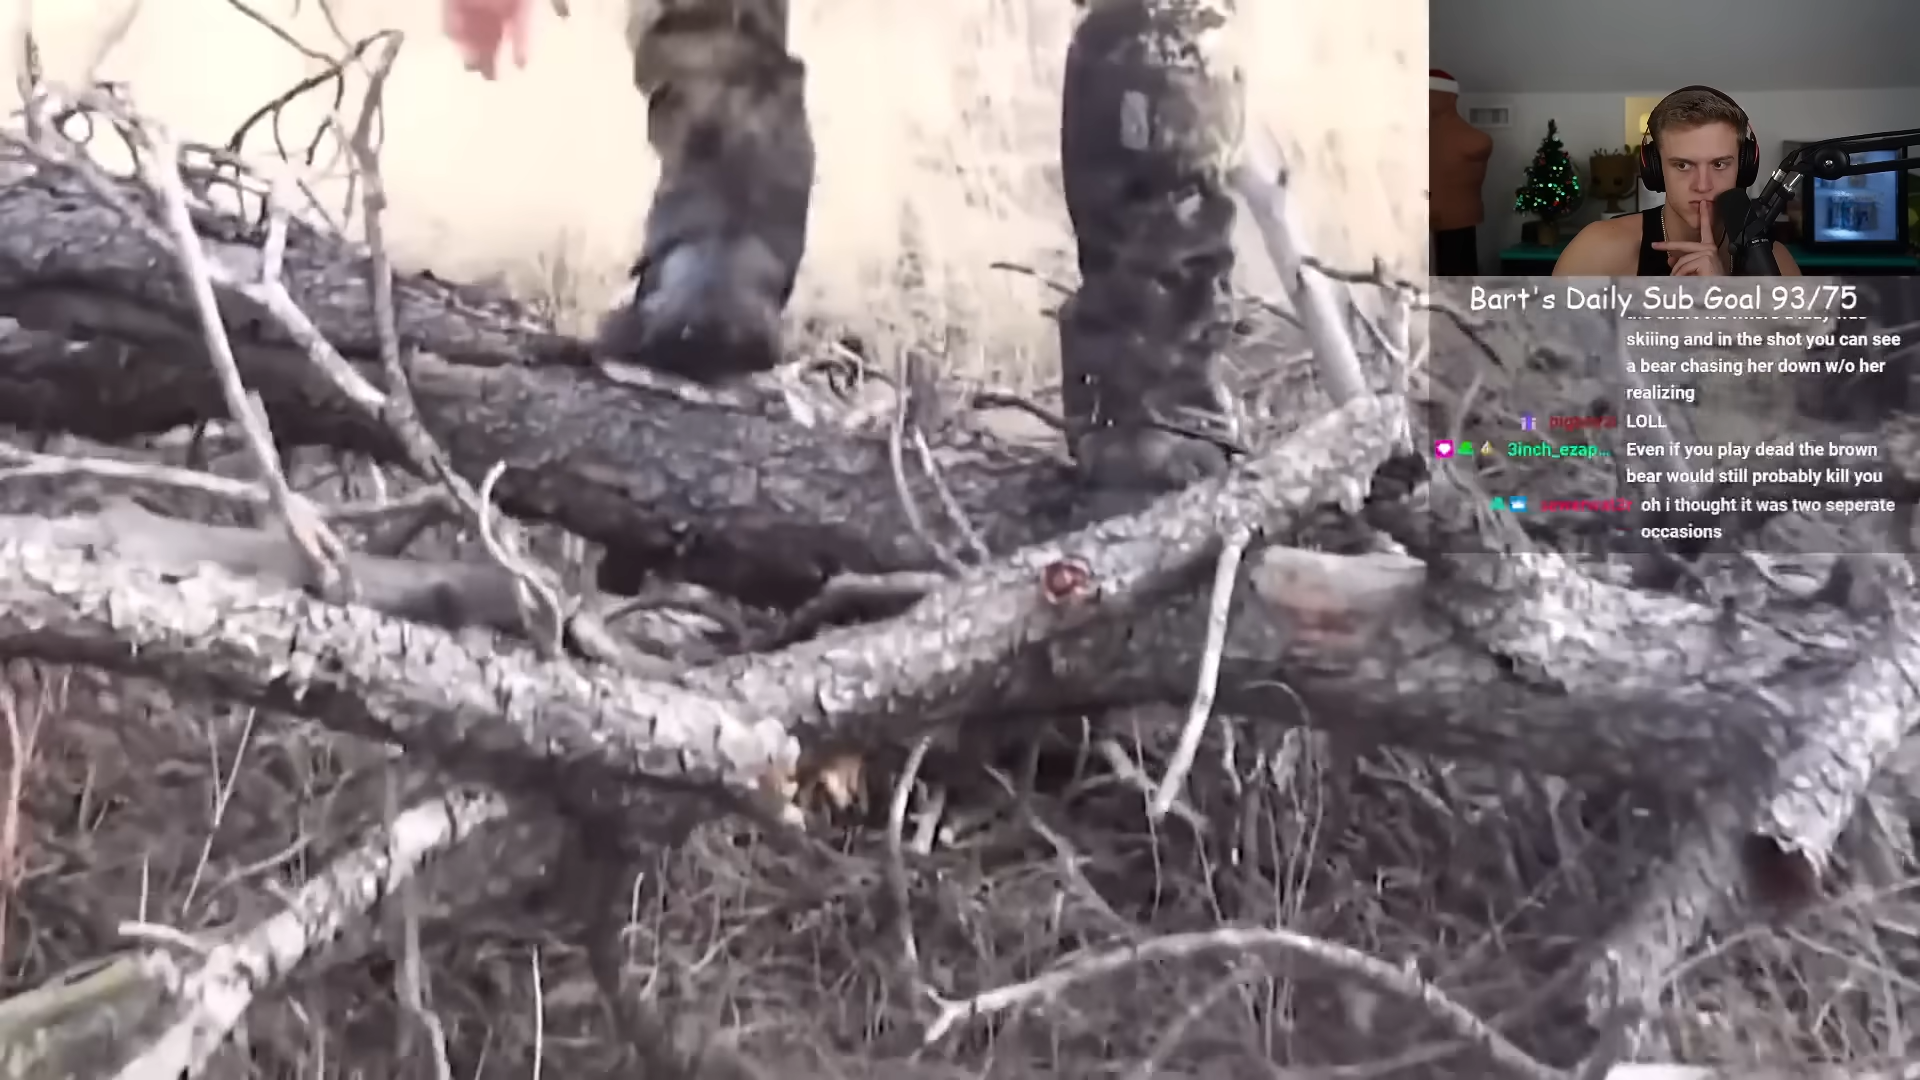 Bart's Daily Sub Goal 93/75
skiiing and in the shot you can see
a bear chasing her down w/o her
realizing
LOLL
3inch_ezap... Even if you play dead the brown
bear would still probably kill you
oh i thought it was two seperate
occasions